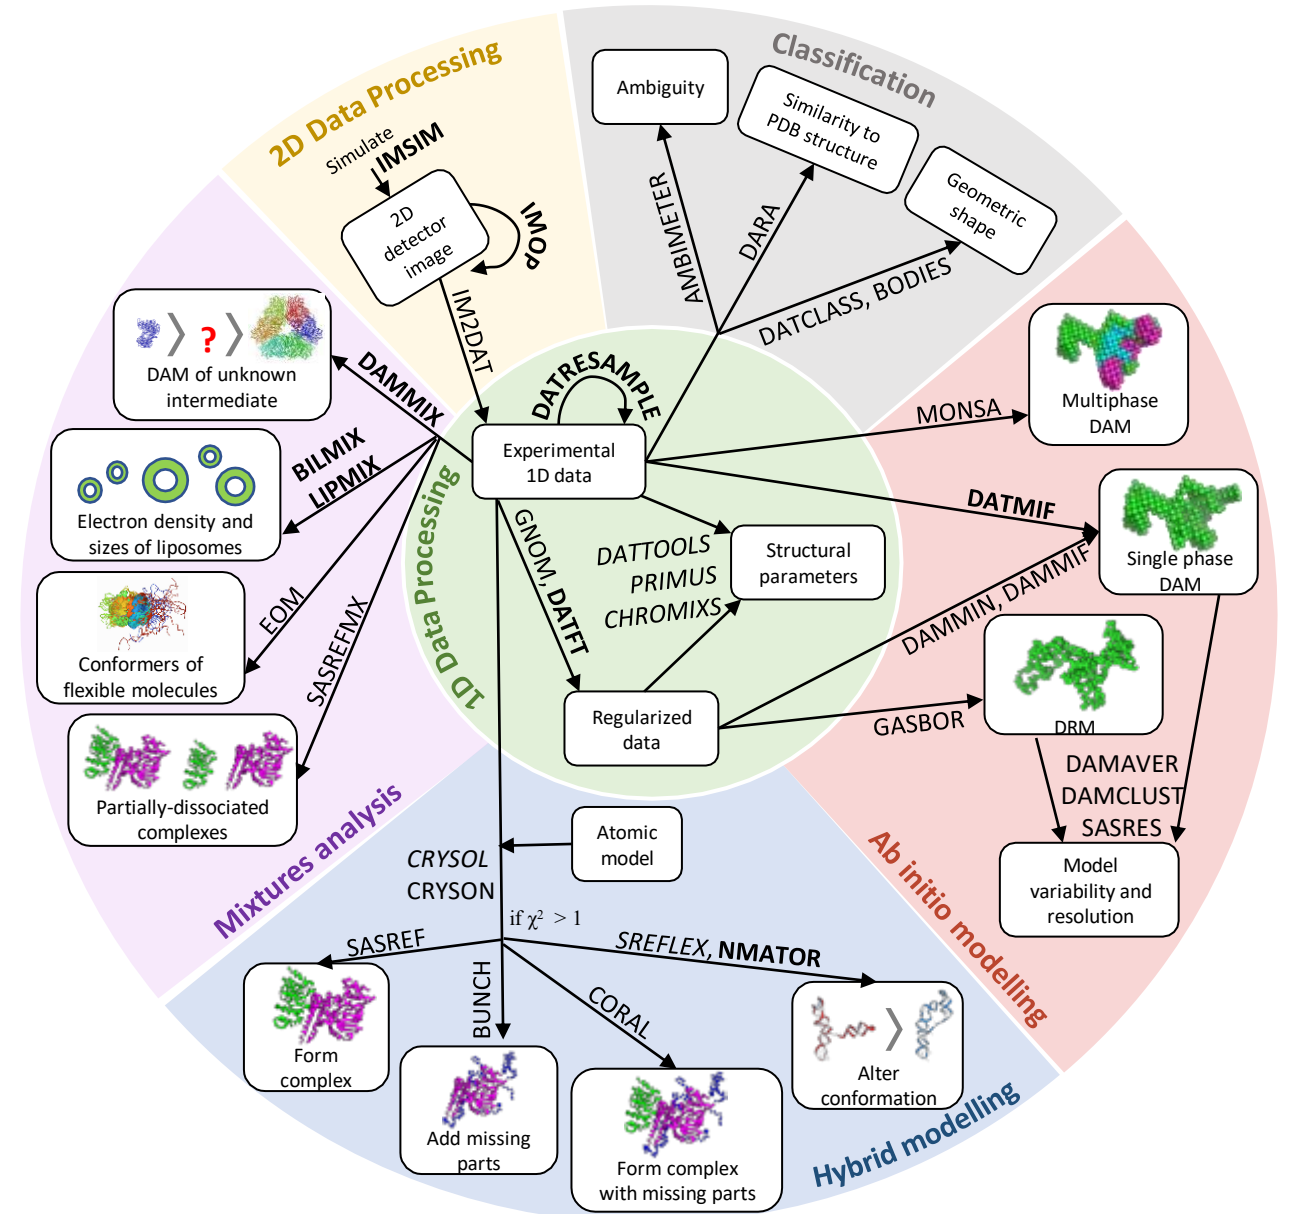 2D Data Processing
Simulate
IMSIM
2D
detector
image
IMOP
IM2DAT
Classification
Ambiguity
Similarity to
PDB structure
Geometric
shape
AMBIMETER
DARA
DATCLASS, BODIES
1D Data Processing
DATRESAMPLE
Experimental
1D data
GNOM, DATFT
DATTOOLS
PRIMUS
CHROMIXS
Structural
parameters
Regularized
data
Ab initio modelling
MONSA
Multiphase
DAM
DATMIF
Single phase
DAM
DAMMIN, DAMMIF
GASBOR
DRM
DAMAVER
DAMCLUST
SASRES
Model
variability and
resolution
Mixtures analysis
?
DAM of unknown
intermediate
DAMMIX
BILMIX
LIPMIX
Electron density and
sizes of liposomes
EOM
Conformers of
flexible molecules
SASREFMX
Partially-dissociated
complexes
Hybrid modelling
Atomic
model
CRYSOL
CRYSON
if χ² > 1
SASREF
Form
complex
BUNCH
Add missing
parts
CORAL
Form complex
with missing parts
SREFLEX, NMATOR
Alter
conformation